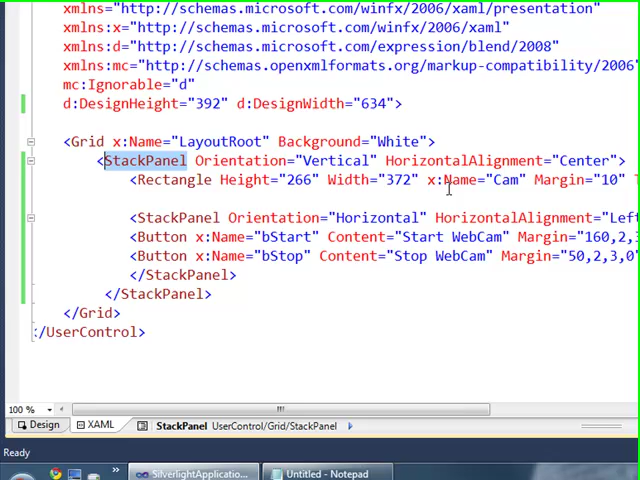 xmlns="http://schemas.microsoft.com/winfx/2006/xaml/presentation"
xmlns:x="http://schemas.microsoft.com/winfx/2006/xaml"
xmlns:d="http://schemas.microsoft.com/expression/blend/2008"
xmlns:mc="http://schemas.openxmlformats.org/markup-compatibility/2006"
mc:Ignorable="d"
d:DesignHeight="392" d:DesignWidth="634">
<Grid x:Name="LayoutRoot" Background="White">
<StackPanel Orientation="Vertical" HorizontalAlignment="Center">
<Rectangle Height="266" Width="372" x:Name="Cam" Margin="10"
<StackPanel Orientation="Horizontal" HorizontalAlignment="Left
<Button x:Name="bStart" Content="Start WebCam" Margin="160,2,3,
<Button x:Name="bStop" Content="Stop WebCam" Margin="50,2,3,0"
</StackPanel>
</StackPanel>
</Grid>
</UserControl>
100 %
Design XAML StackPanel UserControl/Grid/StackPanel
Ready
SilverlightApplicatio... Untitled - Notepad